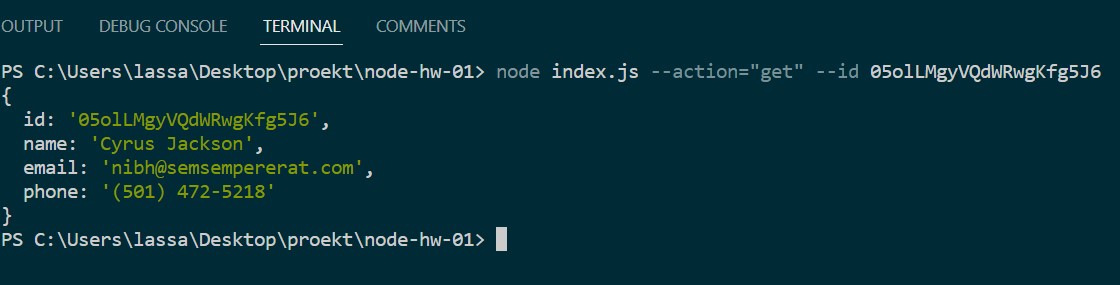 OUTPUT DEBUG CONSOLE TERMINAL COMMENTS
PS C:\Users\lassa\Desktop\proekt\node-hw-01> node index.js --action="get" --id 05olLMgyVQdWRwgKfg5J6
{
  id: '05olLMgyVQdWRwgKfg5J6',
  name: 'Cyrus Jackson',
  email: 'nibh@semsempererat.com',
  phone: '(501) 472-5218'
}
PS C:\Users\lassa\Desktop\proekt\node-hw-01>